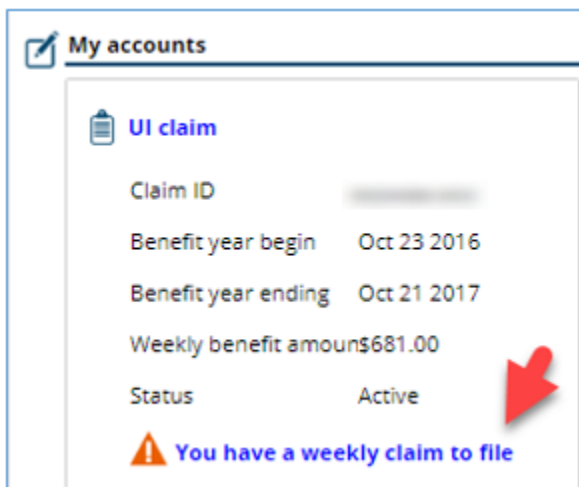 My accounts
UI claim
Claim ID
Benefit year begin Oct 23 2016
Benefit year ending Oct 21 2017
Weekly benefit amoun$681.00
Status Active
You have a weekly claim to file